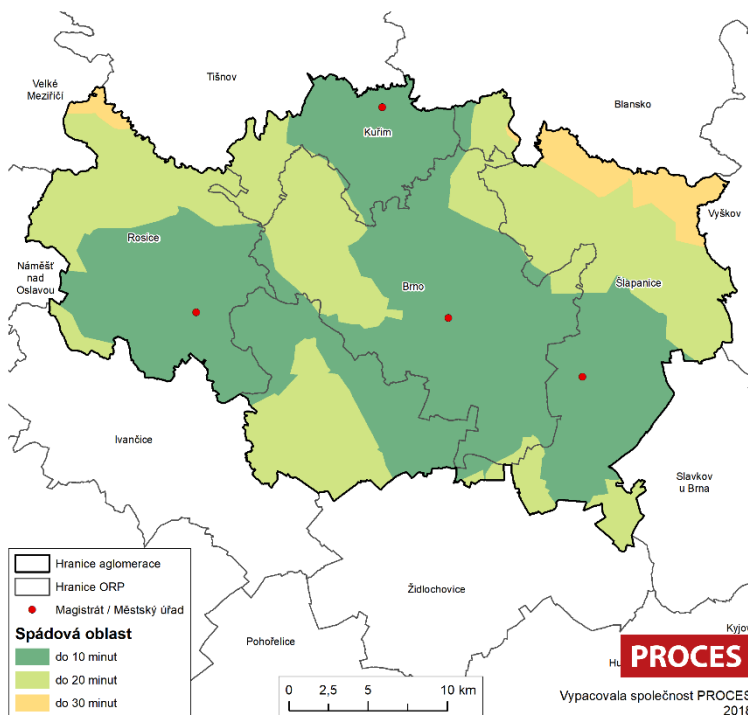 Velké
Meziříčí
Tišnov
Blansko
Kuřim
Vyškov
Rosice
Náměšť
nad
Oslavou
Brno
Šlapanice
Ivančice
Slavkov
u Brna
Židlochovice
Pohořelice
Kyjov
Hu
Hranice aglomerace
Hranice ORP
Magistrát / Městský úřad
Spádová oblast
do 10 minut
do 20 minut
do 30 minut
0 2,5 5 10 km
PROCES
Vypacovala společnost PROCES
2018